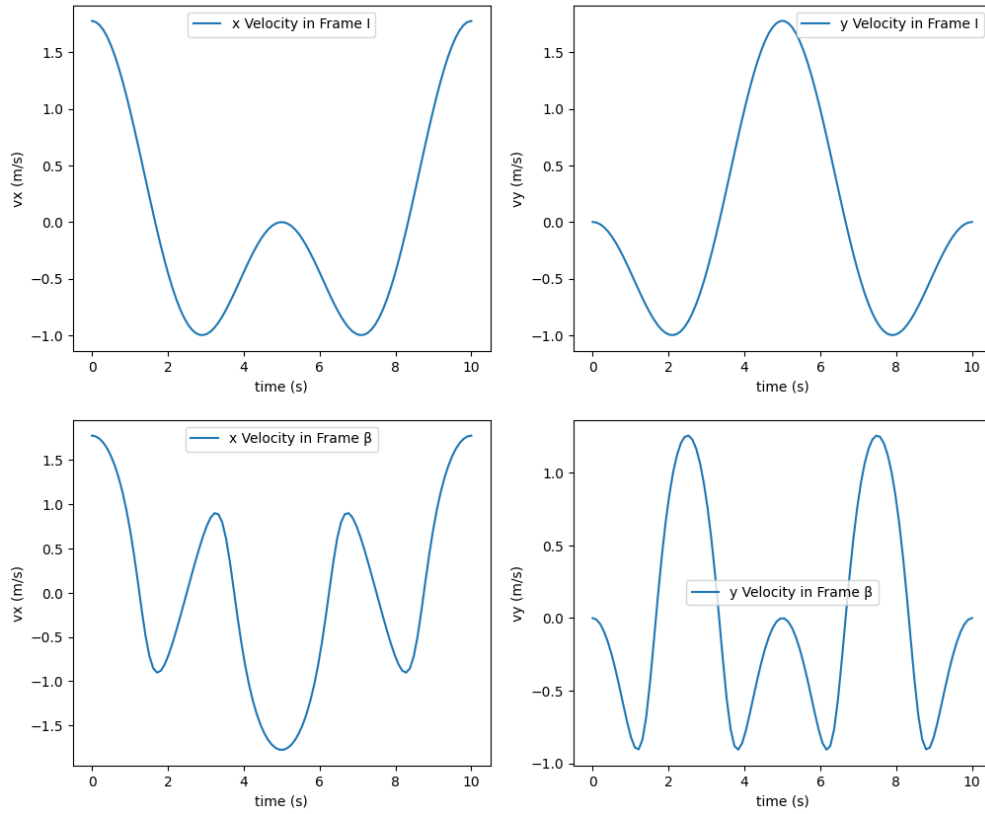 x Velocity in Frame I
1.5
1.0
0.5
0.0
−0.5
−1.0
vx (m/s)
0 2 4 6 8 10
time (s)
y Velocity in Frame I
1.5
1.0
0.5
0.0
−0.5
−1.0
vy (m/s)
0 2 4 6 8 10
time (s)
x Velocity in Frame β
1.5
1.0
0.5
0.0
−0.5
−1.0
−1.5
vx (m/s)
0 2 4 6 8 10
time (s)
y Velocity in Frame β
1.0
0.5
0.0
−0.5
−1.0
vy (m/s)
0 2 4 6 8 10
time (s)